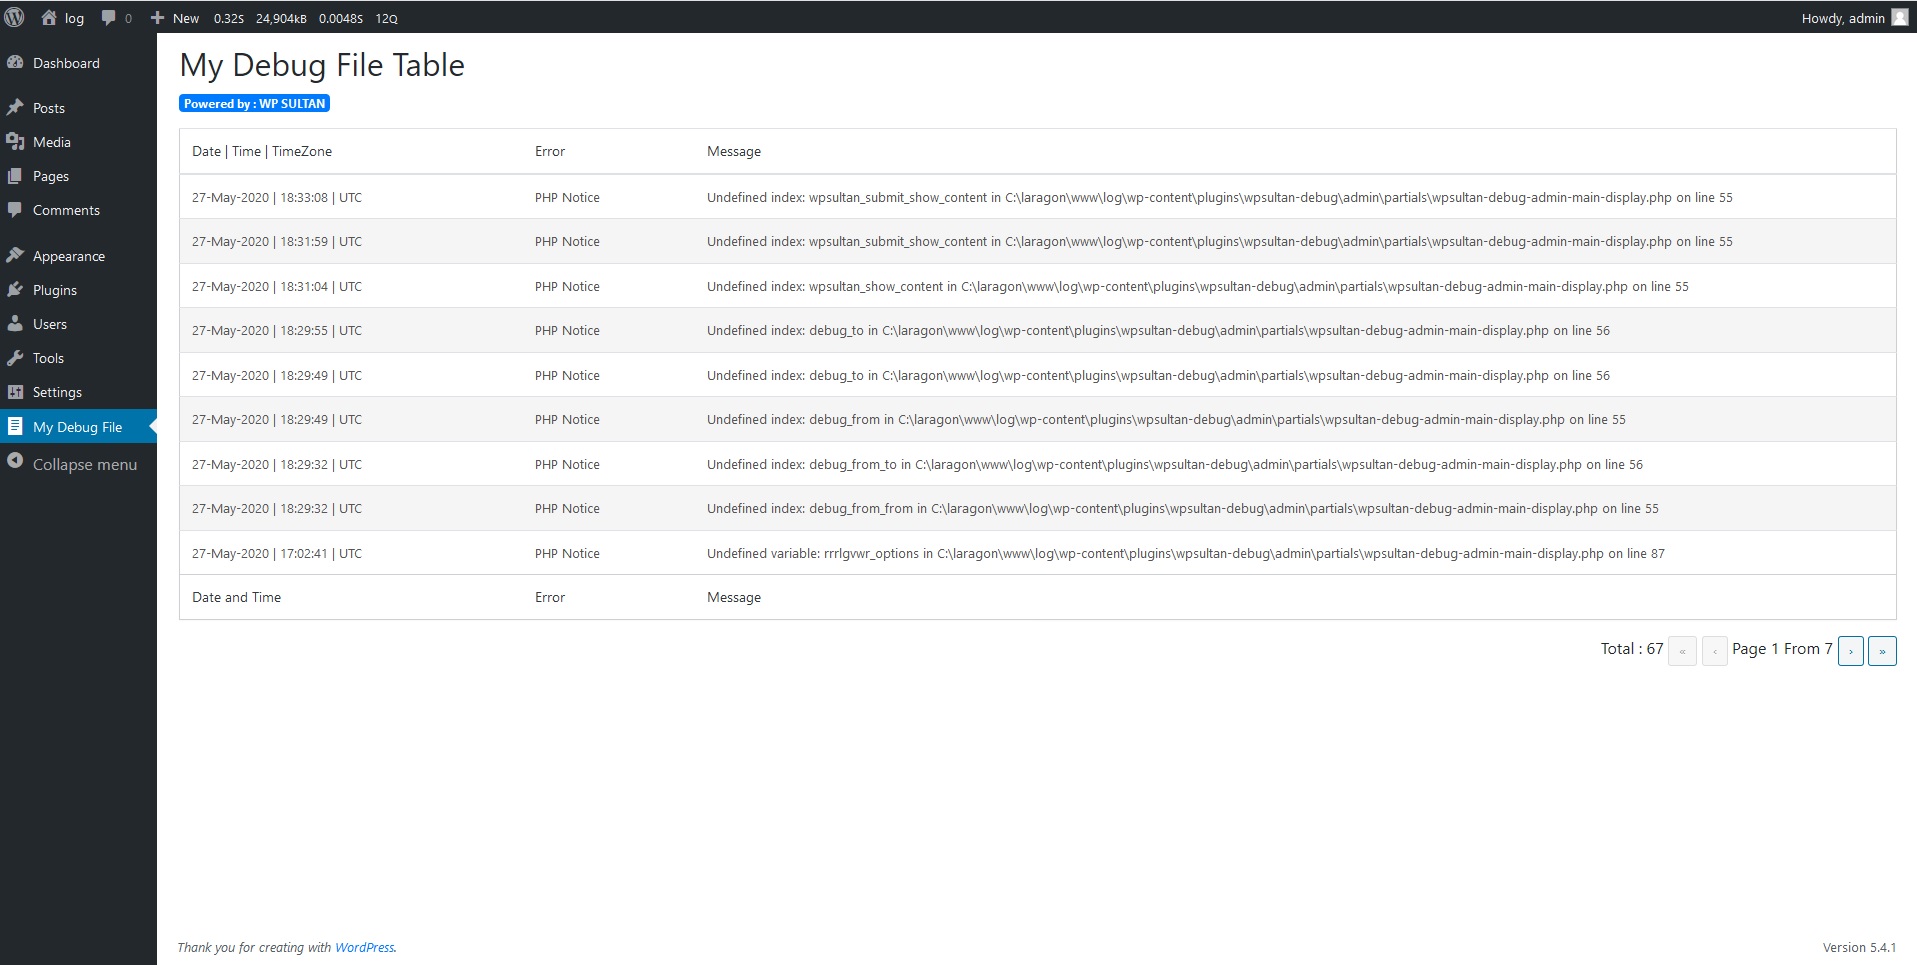 log 0 New 0.32S 24,904KB 0.0048S 12Q Howdy, admin
Dashboard
Posts
Media
Pages
Comments
Appearance
Plugins
Users
Tools
Settings
My Debug File
Collapse menu
My Debug File Table
Powered by : WP SULTAN
Date | Time | TimeZone Error Message
27-May-2020 | 18:33:08 | UTC PHP Notice Undefined index: wpsultan_submit_show_content in C:\laragon\www\log\wp-content\plugins\wpsultan-debug\admin\partials\wpsultan-debug-admin-main-display.php on line 55
27-May-2020 | 18:31:59 | UTC PHP Notice Undefined index: wpsultan_submit_show_content in C:\laragon\www\log\wp-content\plugins\wpsultan-debug\admin\partials\wpsultan-debug-admin-main-display.php on line 55
27-May-2020 | 18:31:04 | UTC PHP Notice Undefined index: wpsultan_show_content in C:\laragon\www\log\wp-content\plugins\wpsultan-debug\admin\partials\wpsultan-debug-admin-main-display.php on line 55
27-May-2020 | 18:29:55 | UTC PHP Notice Undefined index: debug_to in C:\laragon\www\log\wp-content\plugins\wpsultan-debug\admin\partials\wpsultan-debug-admin-main-display.php on line 56
27-May-2020 | 18:29:49 | UTC PHP Notice Undefined index: debug_to in C:\laragon\www\log\wp-content\plugins\wpsultan-debug\admin\partials\wpsultan-debug-admin-main-display.php on line 56
27-May-2020 | 18:29:49 | UTC PHP Notice Undefined index: debug_from in C:\laragon\www\log\wp-content\plugins\wpsultan-debug\admin\partials\wpsultan-debug-admin-main-display.php on line 55
27-May-2020 | 18:29:32 | UTC PHP Notice Undefined index: debug_from_to in C:\laragon\www\log\wp-content\plugins\wpsultan-debug\admin\partials\wpsultan-debug-admin-main-display.php on line 56
27-May-2020 | 18:29:32 | UTC PHP Notice Undefined index: debug_from_from in C:\laragon\www\log\wp-content\plugins\wpsultan-debug\admin\partials\wpsultan-debug-admin-main-display.php on line 55
27-May-2020 | 17:02:41 | UTC PHP Notice Undefined variable: rrrlgvwr_options in C:\laragon\www\log\wp-content\plugins\wpsultan-debug\admin\partials\wpsultan-debug-admin-main-display.php on line 87
Date and Time Error Message
Total : 67 « ‹ Page 1 From 7 › »
Thank you for creating with WordPress. Version 5.4.1